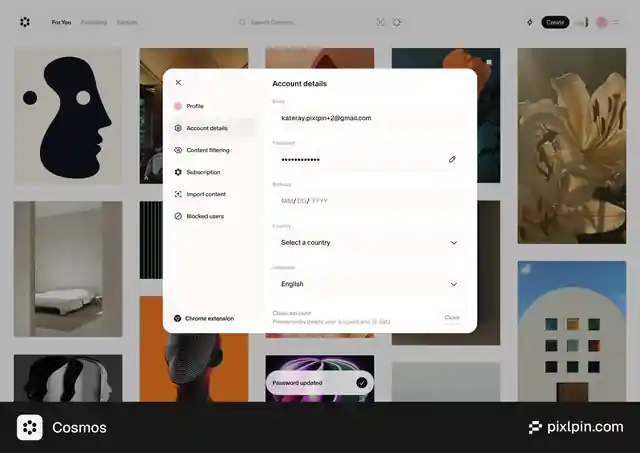 For You
Following
Explore
Search Cosmos...
Create
Account details
Profile
Account details
Content filtering
Subscription
Import content
Blocked users
Chrome extension
Email
kateray.pixlpin+2@gmail.com
Password
••••••••••••
Birthday
MM/ DD/ YYYY
Country
Select a country
Language
English
Close account
Permanently delete your account and all data
Close
Password updated
Cosmos
pixlpin.com